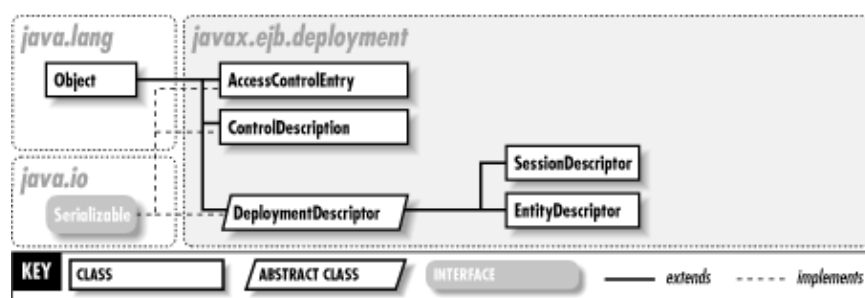 java.lang
javax.ejb.deployment
Object
AccessControlEntry
ControlDescription
java.io
SessionDescriptor
Serializable
DeploymentDescriptor
EntityDescriptor
KEY
CLASS
ABSTRACT CLASS
INTERFACE
extends
implements